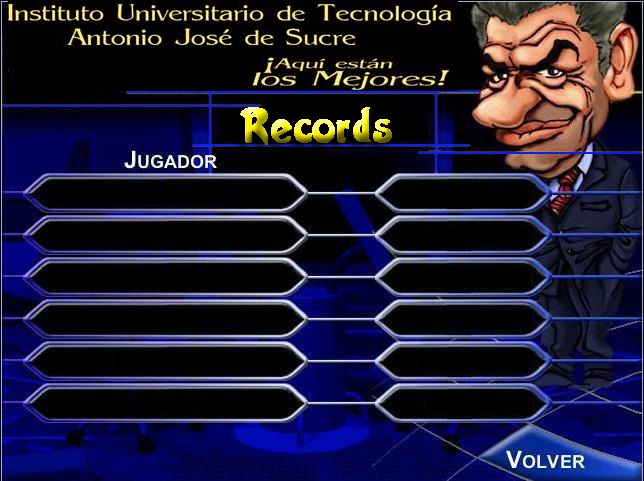 Instituto Universitario de Tecnología
Antonio José de Sucre
¡Aquí están
los Mejores!
Records
JUGADOR
VOLVER